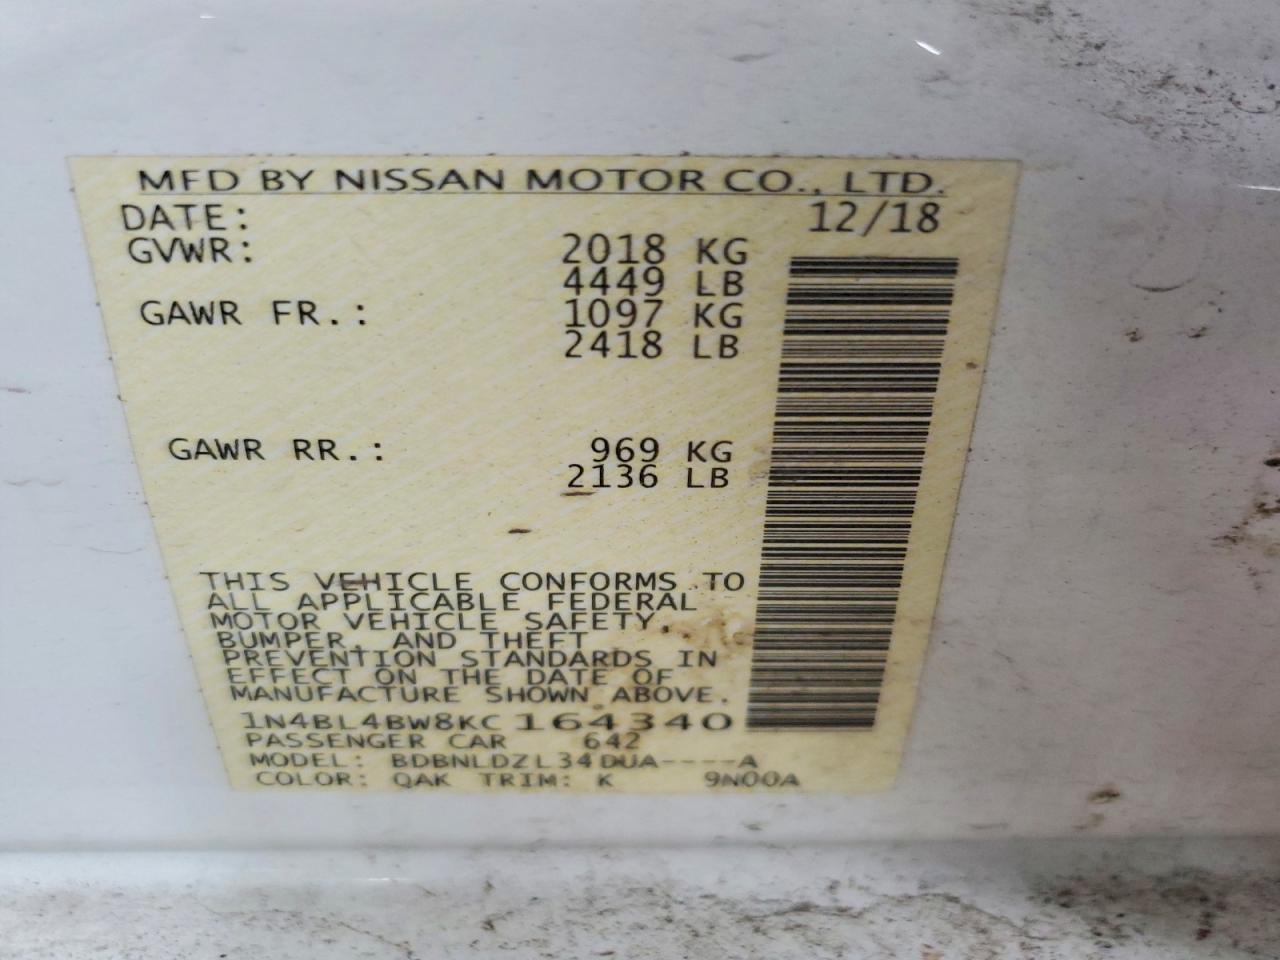 MFD BY NISSAN MOTOR CO., LTD.
DATE: 12/18
GVWR: 2018 KG
4449 LB
GAWR FR.: 1097 KG
2418 LB
GAWR RR.: 969 KG
2136 LB
THIS VEHICLE CONFORMS TO
ALL APPLICABLE FEDERAL
MOTOR VEHICLE SAFETY,
BUMPER, AND THEFT
PREVENTION STANDARDS IN
EFFECT ON THE DATE OF
MANUFACTURE SHOWN ABOVE.
1N4BL4BW8KC164340
PASSENGER CAR 642
MODEL: BDBNLDZL34DUA----A
COLOR: QAK TRIM: K 9N00A